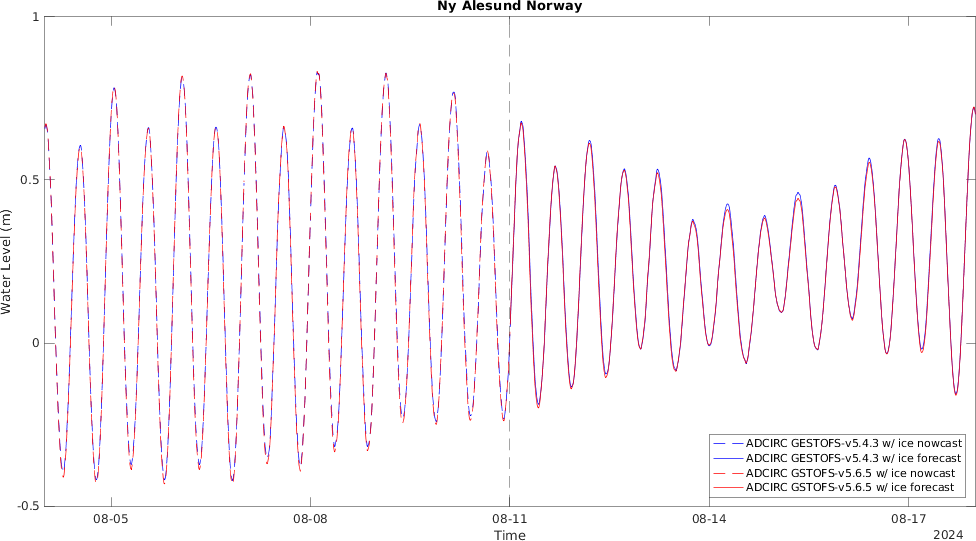 Ny Alesund Norway
1
0.5
0
-0.5
Water Level (m)
ADCIRC GESTOFS-v5.4.3 w/ ice nowcast
ADCIRC GESTOFS-v5.4.3 w/ ice forecast
ADCIRC GSTOFS-v5.6.5 w/ ice nowcast
ADCIRC GSTOFS-v5.6.5 w/ ice forecast
08-05
08-08
08-11
08-14
08-17
Time
2024